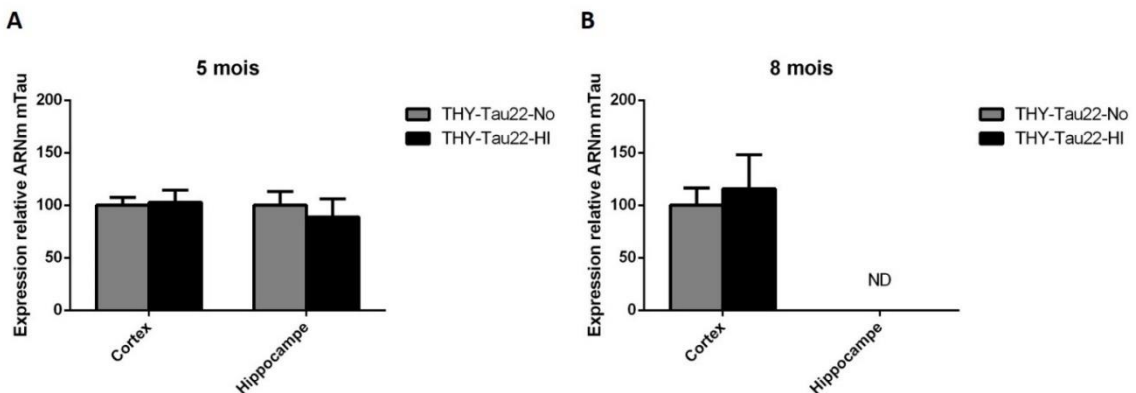 A
5 mois
Expression relative ARNm mTau
200
150
100
50
0
Cortex
Hippocampe
THY-Tau22-No
THY-Tau22-HI
B
8 mois
Expression relative ARNm mTau
200
150
100
50
0
ND
Cortex
Hippocampe
THY-Tau22-No
THY-Tau22-HI